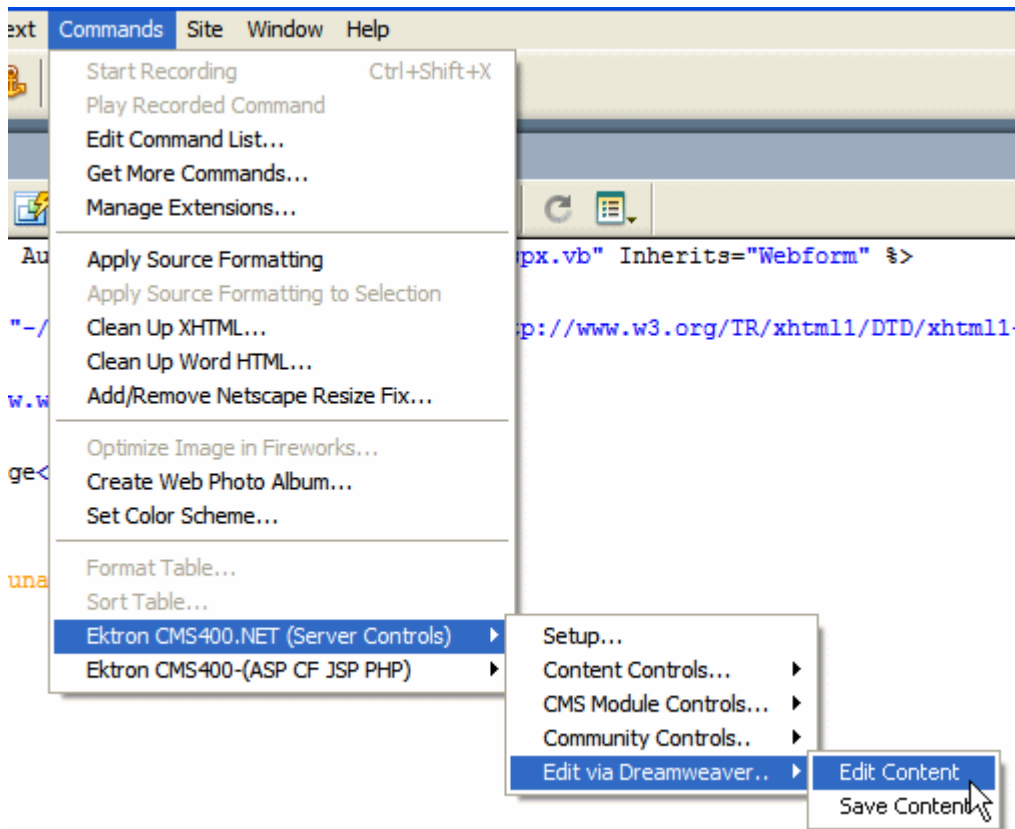 ext Commands Site Window Help
Start Recording Ctrl+Shift+X
Play Recorded Command
Edit Command List...
Get More Commands...
Manage Extensions...
Au px.vb" Inherits="Webform" %>
Apply Source Formatting
Apply Source Formatting to Selection
"-/ p://www.w3.org/TR/xhtml1/DTD/xhtml1-
Clean Up XHTML...
Clean Up Word HTML...
w.w
Add/Remove Netscape Resize Fix...
Optimize Image in Fireworks...
ge<
Create Web Photo Album...
Set Color Scheme...
Format Table...
una
Sort Table...
Ektron CMS400.NET (Server Controls)
Ektron CMS400-(ASP CF JSP PHP)
Setup...
Content Controls...
CMS Module Controls...
Community Controls..
Edit via Dreamweaver..
Edit Content
Save Content